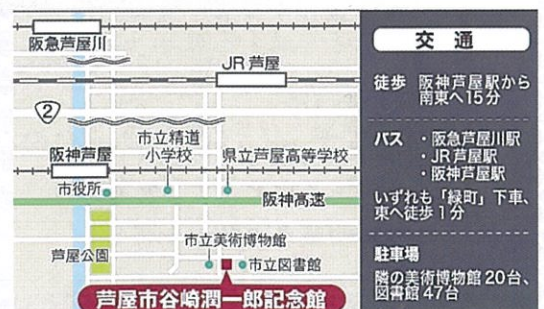 阪急芦屋川
JR 芦屋
2
阪神芦屋
市立精道
小学校
県立芦屋高等学校
市役所
阪神高速
芦屋公園
市立美術博物館
市立図書館
芦屋市谷崎潤一郎記念館
交 通
徒歩 阪神芦屋駅から
南東へ15分
バス ・阪急芦屋川駅
・JR芦屋駅
・阪神芦屋駅
いずれも「緑町」下車、
東へ徒歩1分
駐車場
隣の美術博物館20台、
図書館47台